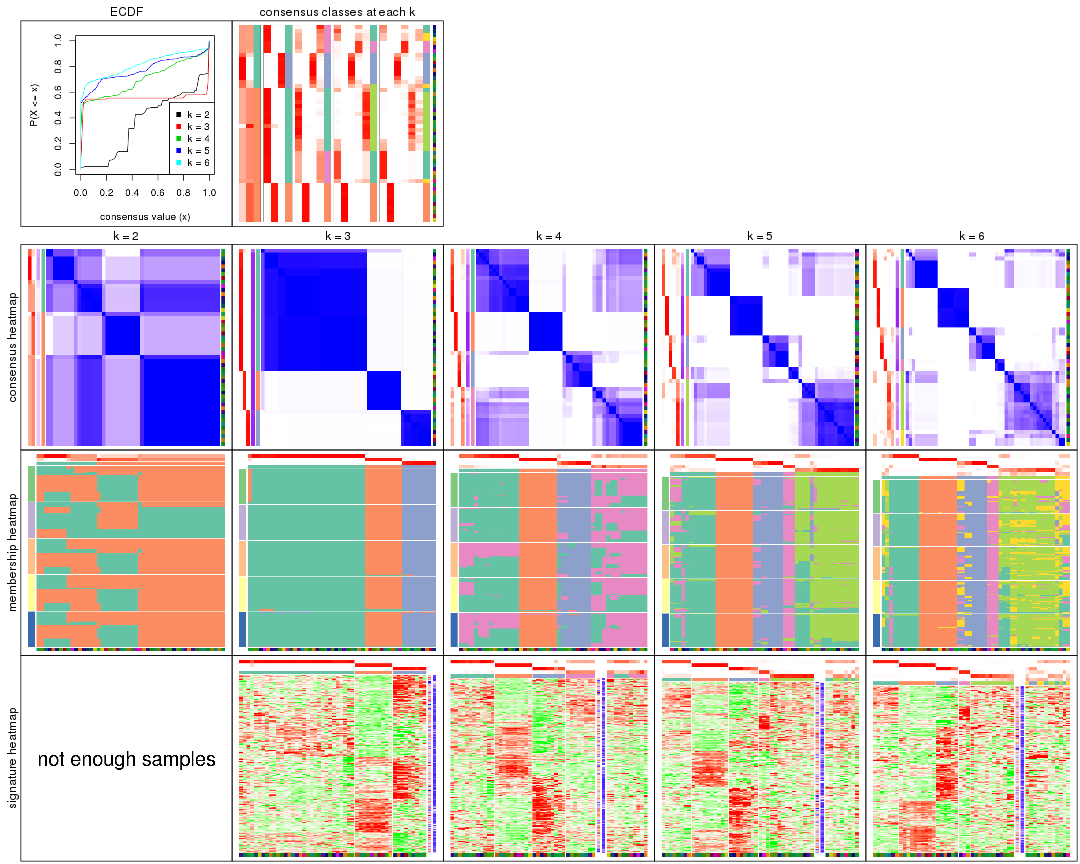 ECDF
consensus classes at each k
P(X <= x)
0.0 0.2 0.4 0.6 0.8 1.0
k = 2
k = 3
k = 4
k = 5
k = 6
0.0 0.2 0.4 0.6 0.8 1.0
consensus value (x)
k = 2
k = 3
k = 4
k = 5
k = 6
consensus heatmap
membership heatmap
signature heatmap
not enough samples